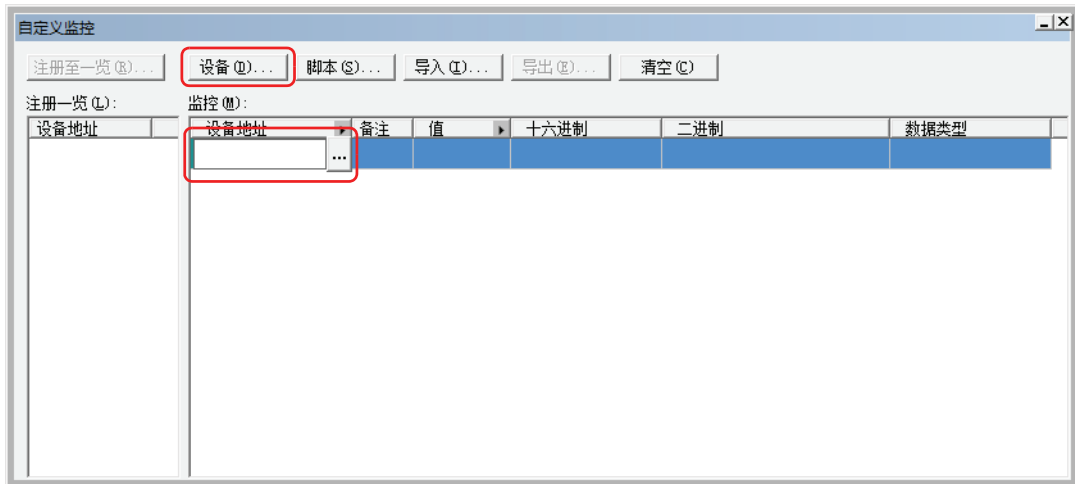 自定义监控
注册至一览(R)... 设备(D)... 脚本(S)... 导入(I)... 导出(E)... 清空(C)
注册一览(L): 监控(M):
设备地址 设备地址 备注 值 十六进制 二进制 数据类型
...